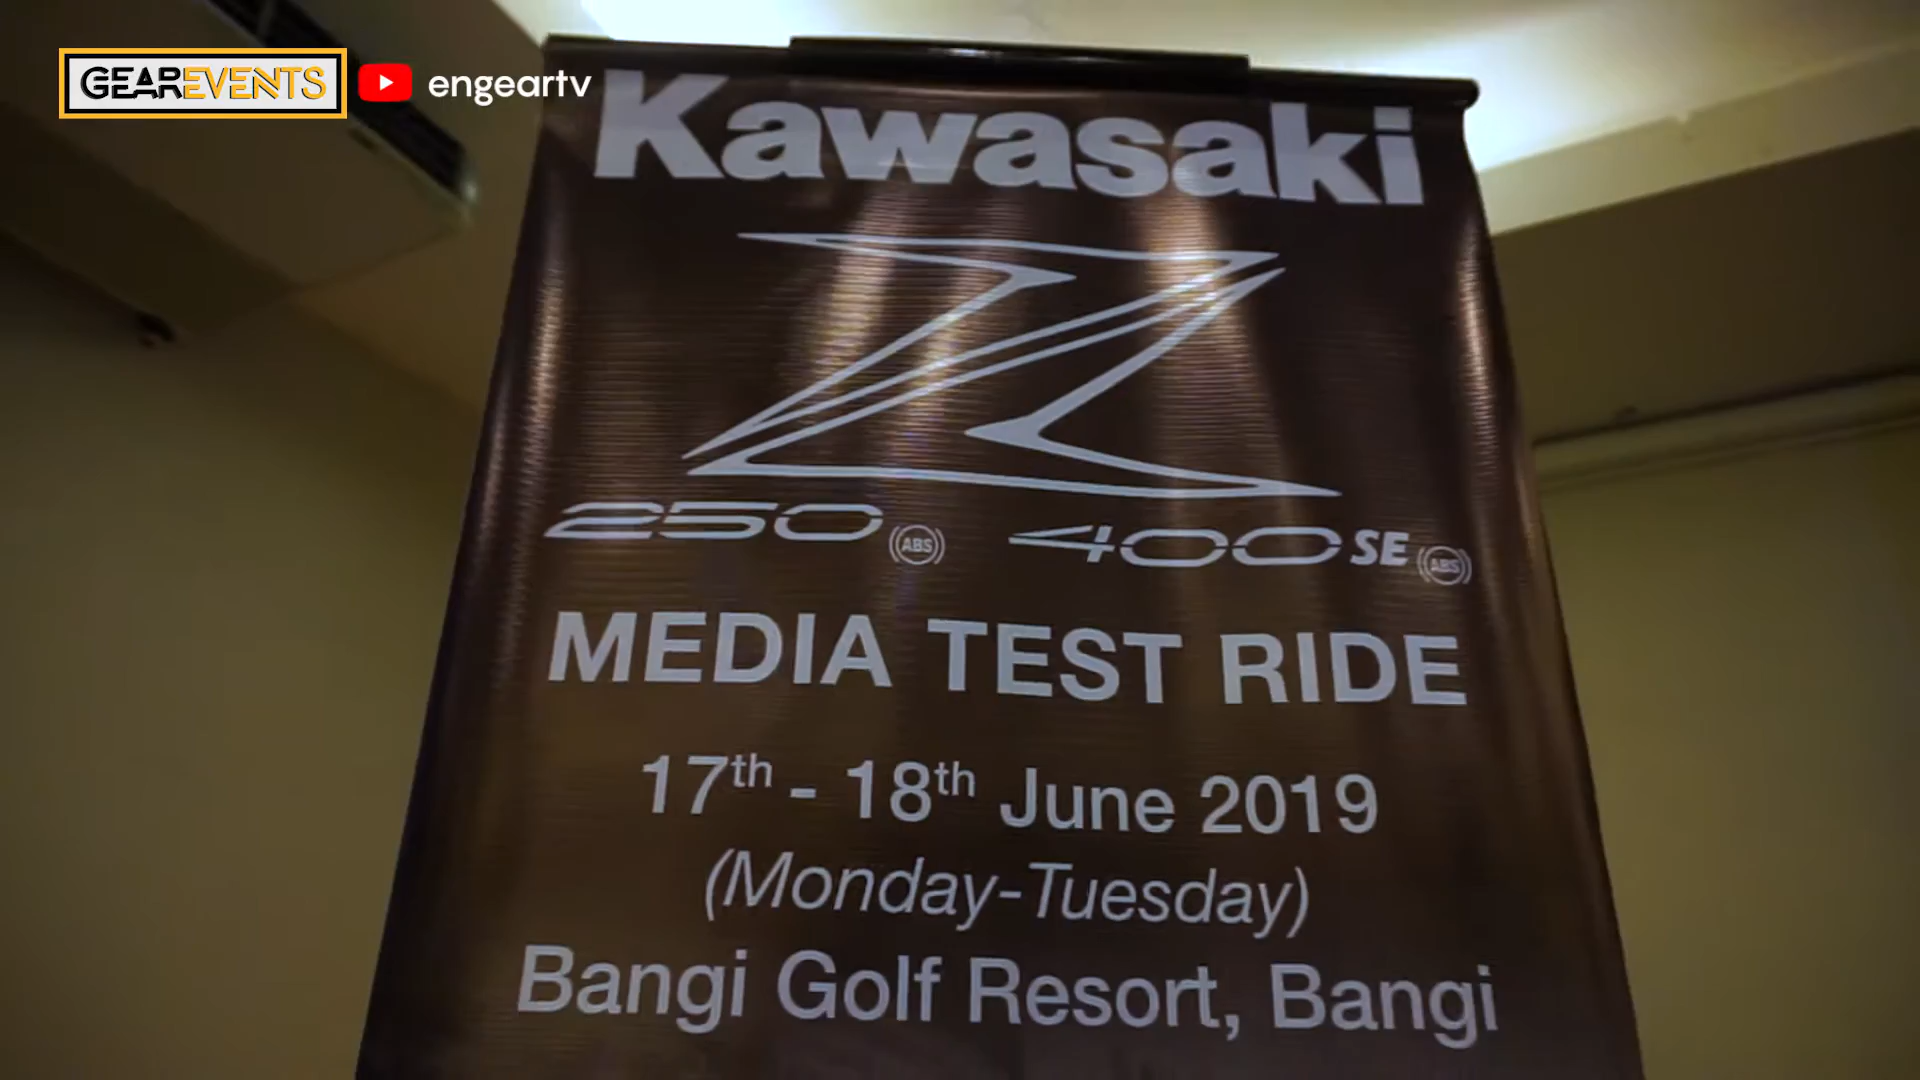 GEAREVENTS engeartv
Kawasaki
Z
250 ABS 400 SE ABS
MEDIA TEST RIDE
17th - 18th June 2019
(Monday-Tuesday)
Bangi Golf Resort, Bangi